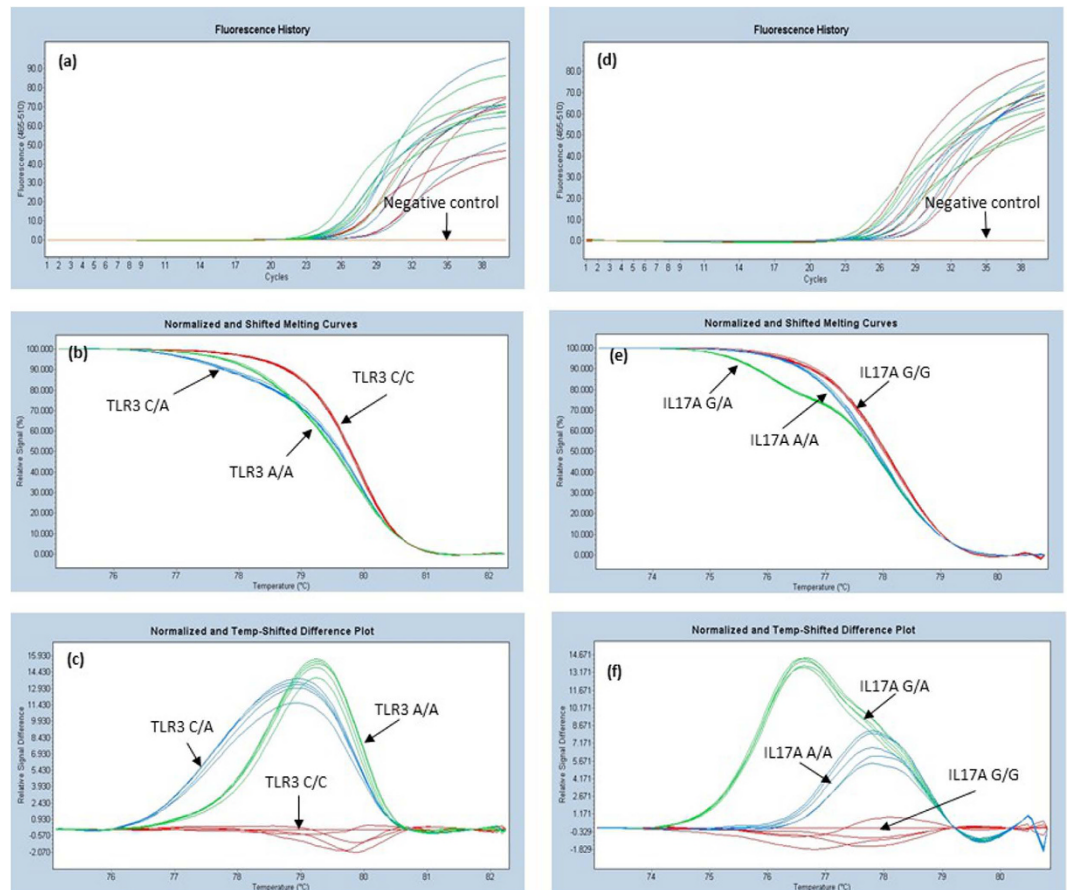 Fluorescence History
(a)
Fluorescence (465-510)
90.0
80.0
70.0
60.0
50.0
40.0
30.0
20.0
10.0
0.0
Negative control
1 2 3 4 5 6 7 8 9 11 14 17 20 23 26 29 32 35 38
Cycles
Fluorescence History
(d)
Fluorescence (465-510)
80.0
70.0
60.0
50.0
40.0
30.0
20.0
10.0
0.0
Negative control
1 2 3 4 5 6 7 8 9 11 14 17 20 23 26 29 32 35 38
Cycles
Normalized and Shifted Melting Curves
(b)
Relative Signal (%)
100.000
90.000
80.000
70.000
60.000
50.000
40.000
30.000
20.000
10.000
0.000
TLR3 C/A
TLR3 C/C
TLR3 A/A
76 77 78 79 80 81 82
Temperature (°C)
Normalized and Shifted Melting Curves
(e)
Relative Signal (%)
100.000
90.000
80.000
70.000
60.000
50.000
40.000
30.000
20.000
10.000
0.000
IL17A G/G
IL17A G/A
IL17A A/A
74 75 76 77 78 79 80
Temperature (°C)
Normalized and Temp-Shifted Difference Plot
(c)
Relative Signal Difference
15.930
14.430
12.930
11.430
9.930
8.430
6.930
5.430
3.930
2.430
0.930
-0.570
-2.070
TLR3 A/A
TLR3 C/A
TLR3 C/C
76 77 78 79 80 81 82
Temperature (°C)
Normalized and Temp-Shifted Difference Plot
(f)
Relative Signal Difference
14.671
13.171
11.671
10.171
8.671
7.171
5.671
4.171
2.671
1.171
-0.329
-1.829
IL17A G/A
IL17A A/A
IL17A G/G
73 74 75 76 77 78 79 80
Temperature (°C)